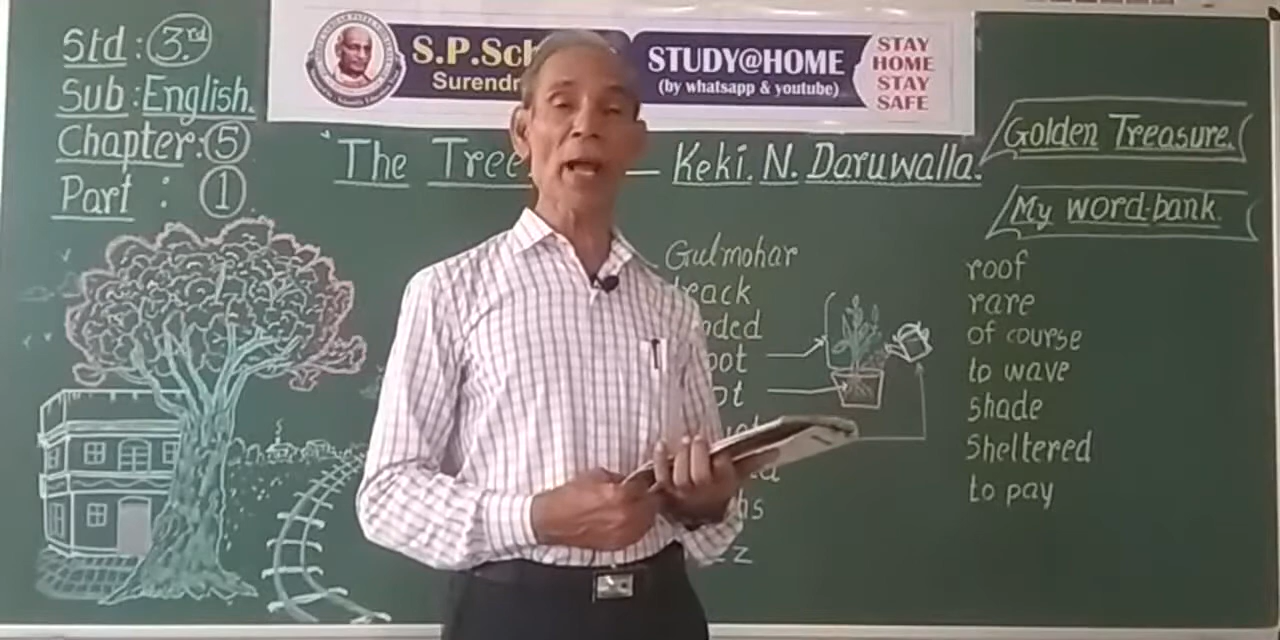 Std : 3rd
Sub : English.
Chapter: 5
Part : 1
S.P.Sch
Surendr
STUDY@HOME
(by whatsapp & youtube)
STAY
HOME
STAY
SAFE
The Tree — Keki. N. Daruwalla.
Gulmohar
Golden Treasure.
My word-bank.
roof
rare
of course
to wave
shade
Sheltered
to pay